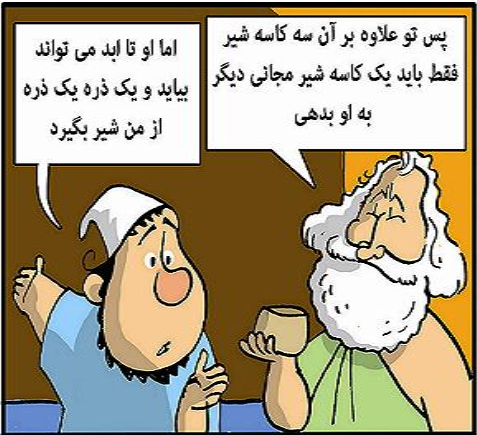 پس تو علاوه بر آن سه کاسه شیر
فقط باید یک کاسه شیر مجانی دیگر
به او بدهی
اما او تا ابد می تواند
بیاید و یک ذره یک ذره
از من شیر بگیرد